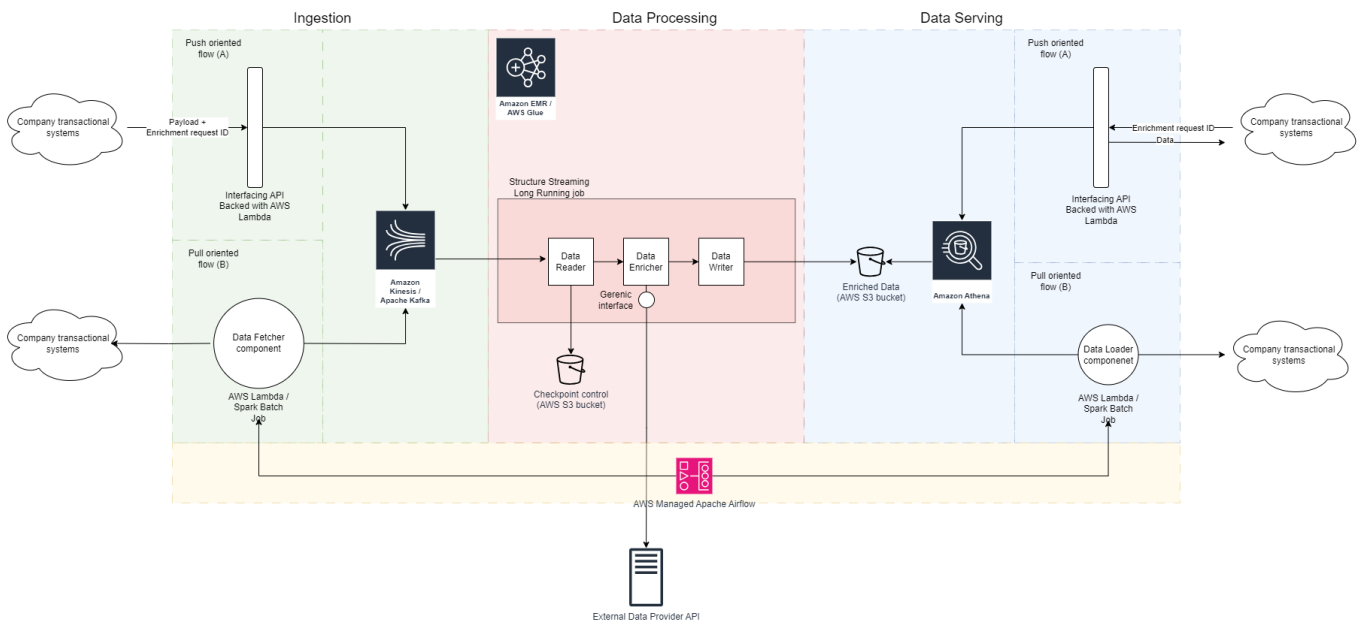 Ingestion
Data Processing
Data Serving
Push oriented
flow (A)
Company transactional
systems
Payload +
Enrichment request ID
Interfacing API
Backed with AWS
Lambda
Pull oriented
flow (B)
Company transactional
systems
Data Fetcher
component
AWS Lambda /
Spark Batch
Job
Amazon
Kinesis /
Apache Kafka
Amazon EMR /
AWS Glue
Structure Streaming
Long Running job
Data
Reader
Data
Enricher
Data
Writer
Gerenic
interface
Checkpoint control
(AWS S3 bucket)
Enriched Data
(AWS S3 bucket)
Amazon Athena
Push oriented
flow (A)
Enrichment request ID
Data
Company transactional
systems
Interfacing API
Backed with AWS
Lambda
Pull oriented
flow (B)
Data Loader
componenet
Company transactional
systems
AWS Lambda /
Spark Batch
Job
AWS Managed Apache Airflow
External Data Provider API